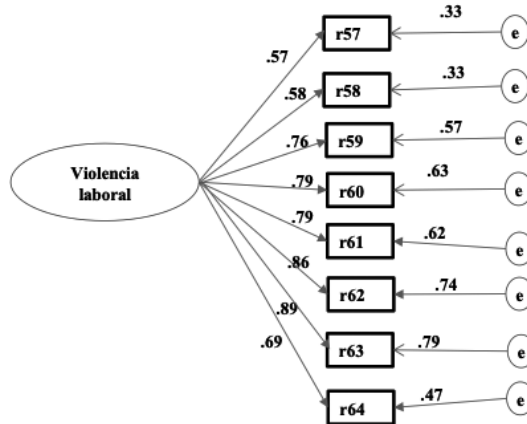 .33
r57
e
.57
.33
r58
e
.58
.57
r59
e
.76
Violencia
laboral
.63
r60
e
.79
.62
r61
e
.79
.74
r62
e
.86
.79
r63
e
.89
.47
r64
e
.69